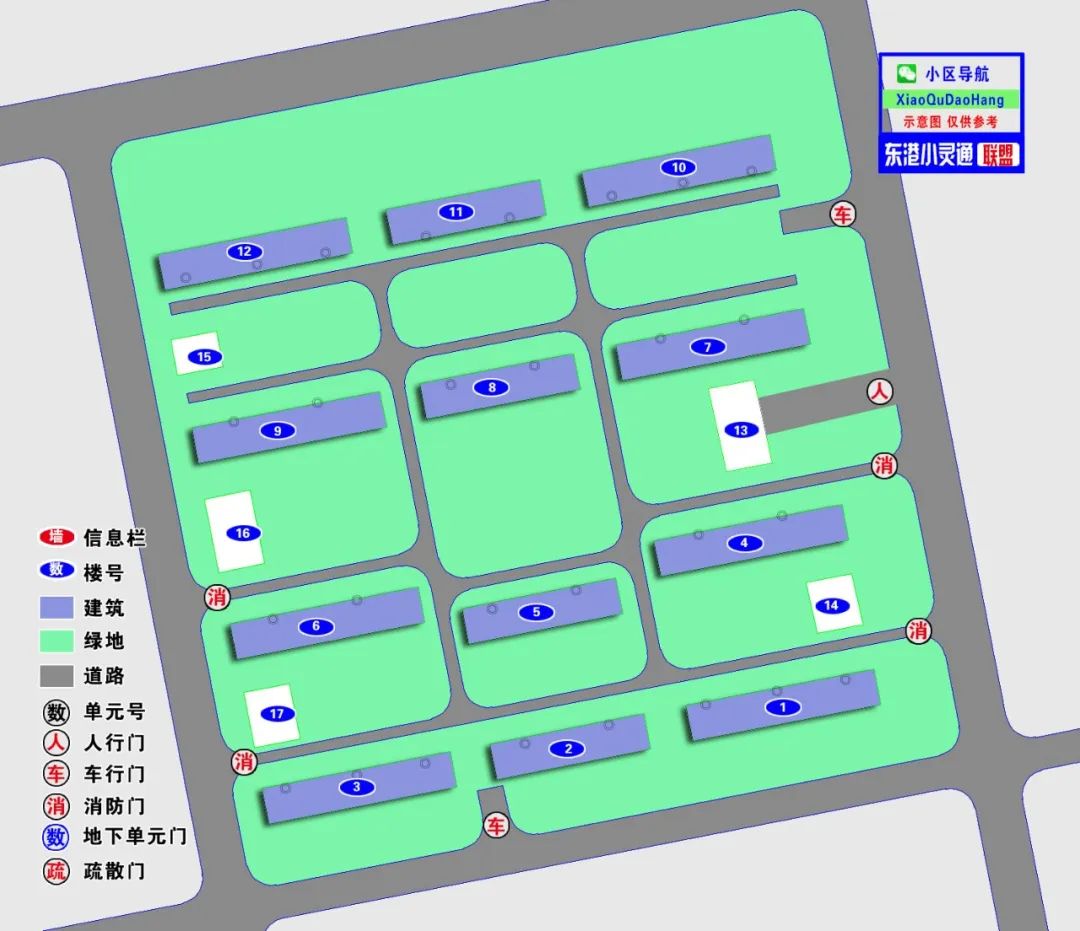 小区导航
XiaoQuDaoHang
示意图 仅供参考
东港小灵通 联盟
10
11
车
12
7
15
8
人
9
13
消
16
4
消
5
14
6
消
17
1
2
消
3
车
墙 信息栏
数 楼号
建筑
绿地
道路
数 单元号
人 人行门
车 车行门
消 消防门
数 地下单元门
疏 疏散门